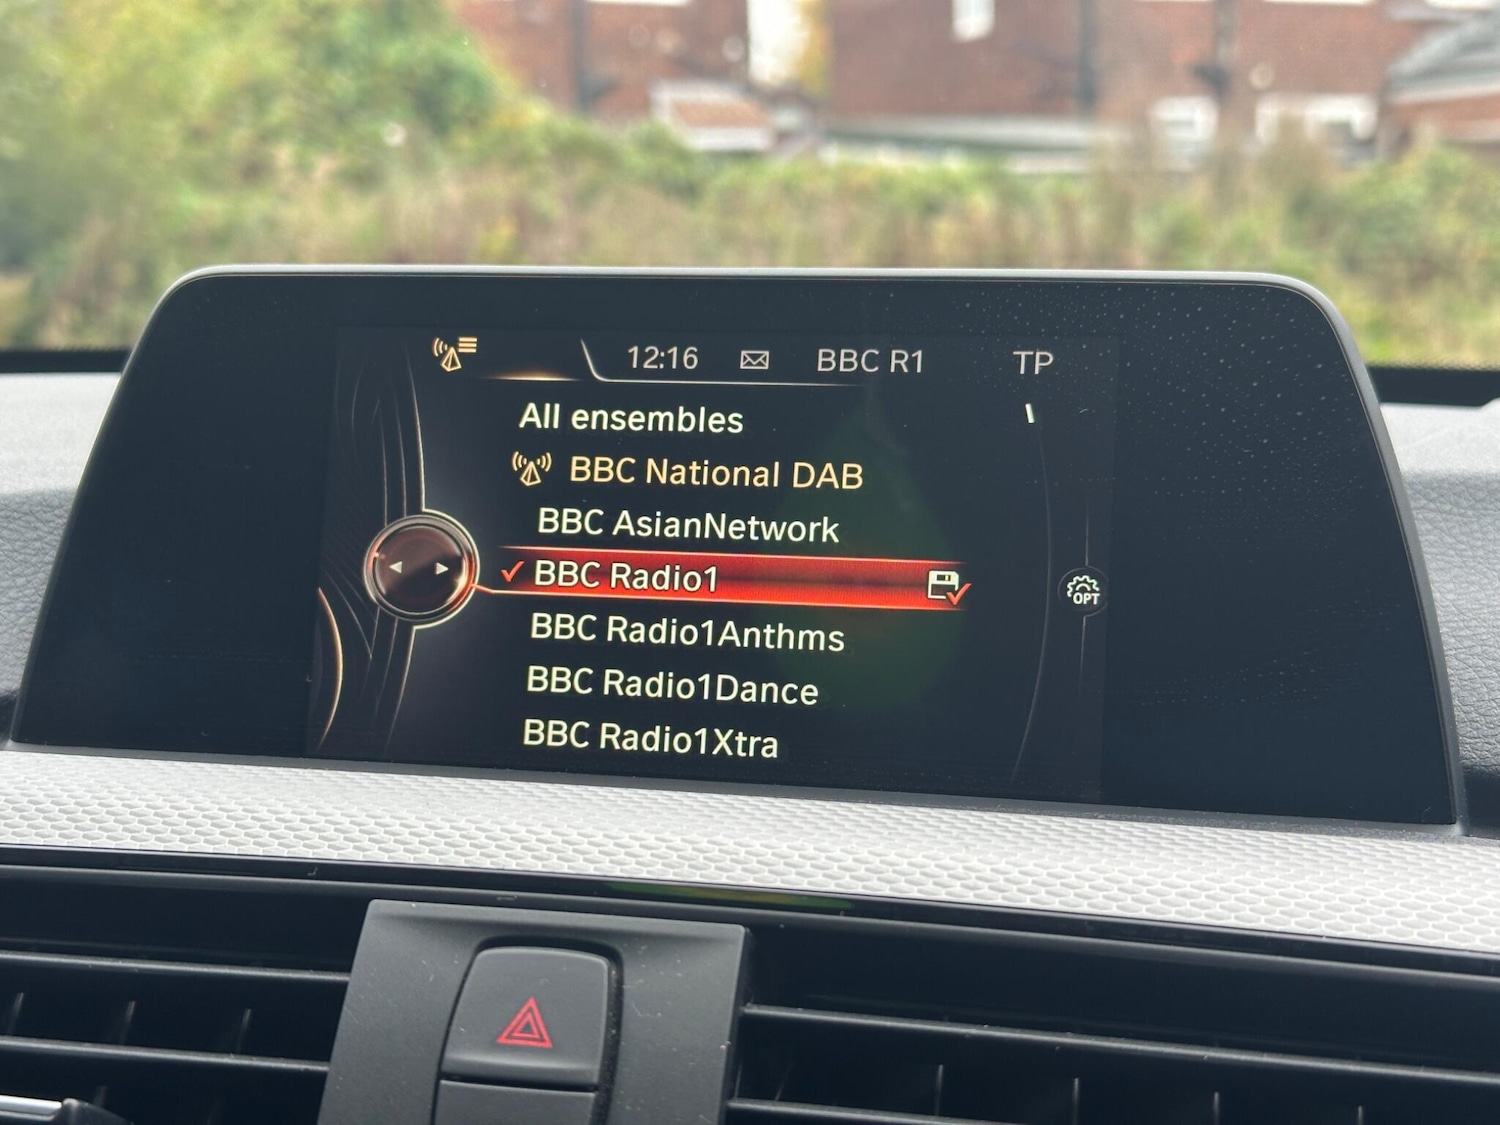 12:16 BBC R1 TP
All ensembles
BBC National DAB
BBC AsianNetwork
BBC Radio1
OPT
BBC Radio1Anthms
BBC Radio1Dance
BBC Radio1Xtra